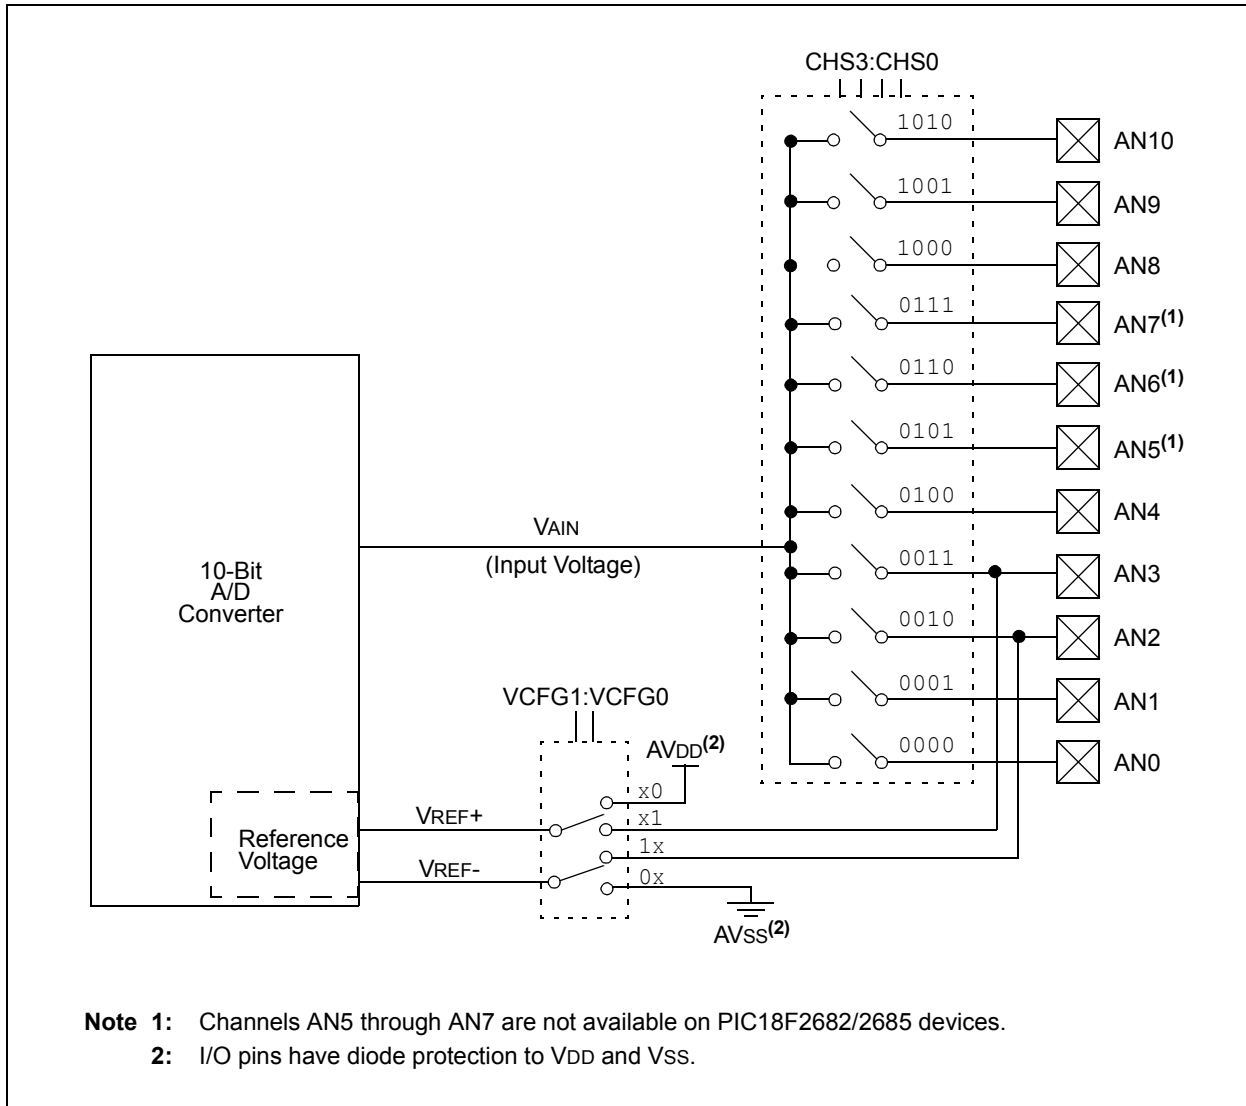 CHS3:CHS0
1010 AN10
1001 AN9
1000 AN8
0111 AN7(1)
0110 AN6(1)
0101 AN5(1)
0100 AN4
VAIN
(Input Voltage)
0011 AN3
10-Bit
A/D
Converter
0010 AN2
0001 AN1
VCFG1:VCFG0
0000 AN0
AVDD(2)
x0
VREF+
x1
Reference
Voltage
1x
VREF-
0x
AVSS(2)
Note 1: Channels AN5 through AN7 are not available on PIC18F2682/2685 devices.
2: I/O pins have diode protection to VDD and VSS.